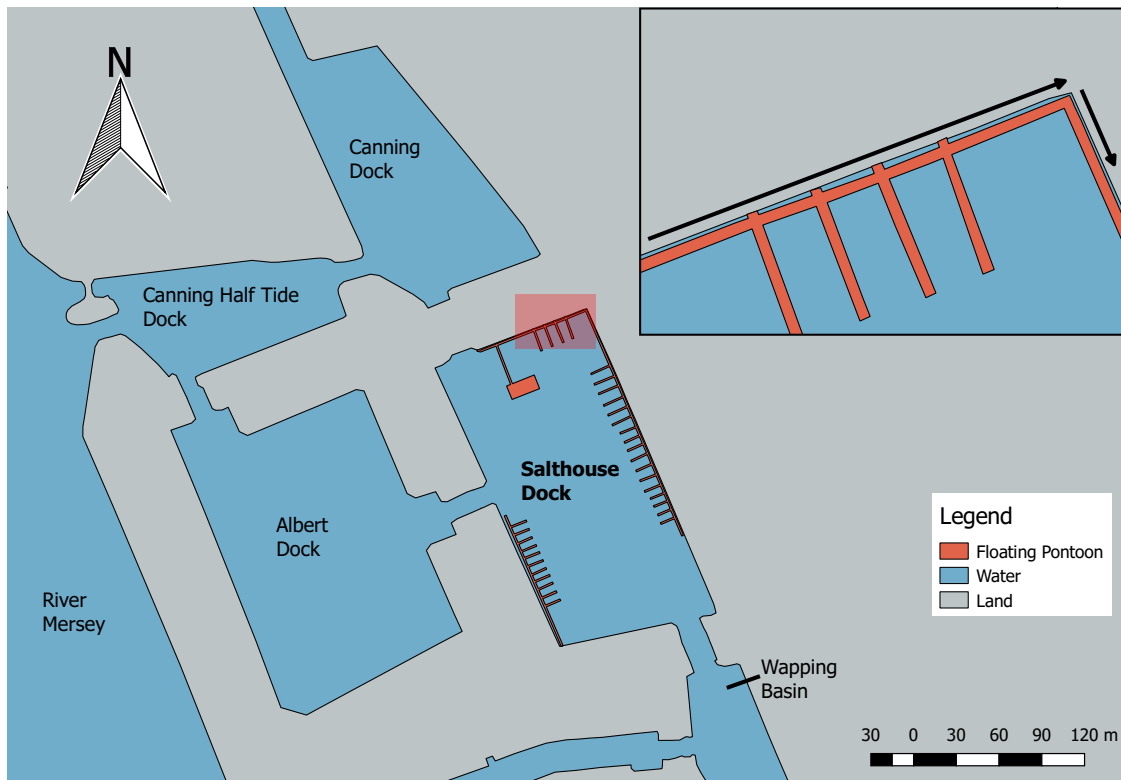 N
Canning
Dock
Canning Half Tide
Dock
Salthouse
Dock
Albert
Dock
River
Mersey
Wapping
Basin
Legend
Floating Pontoon
Water
Land
30 0 30 60 90 120 m